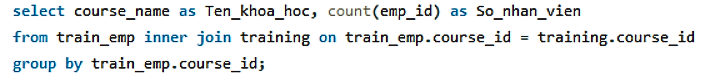 select course_name as Ten_khoa_hoc, count(emp_id) as So_nhan_vien
from train_emp inner join training on train_emp.course_id = training.course_id
group by train_emp.course_id;